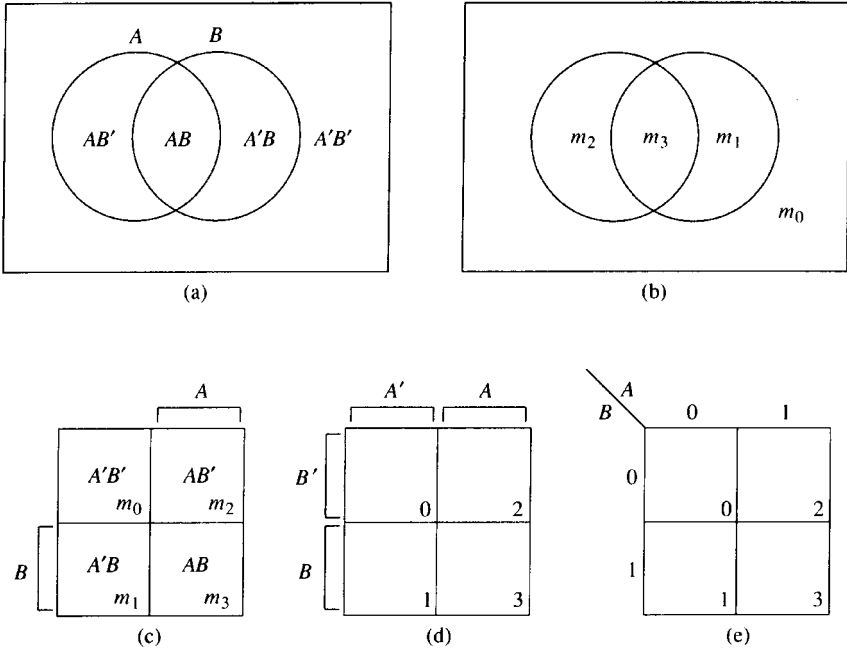 A B
AB' AB A'B A'B'
(a)
m₂ m₃ m₁
m₀
(b)
A
A'B' AB'
m₀ m₂
B
A'B AB
m₁ m₃
(c)
A' A
B'
0 2
B
1 3
(d)
A
B 0 1
0
0 2
1
1 3
(e)